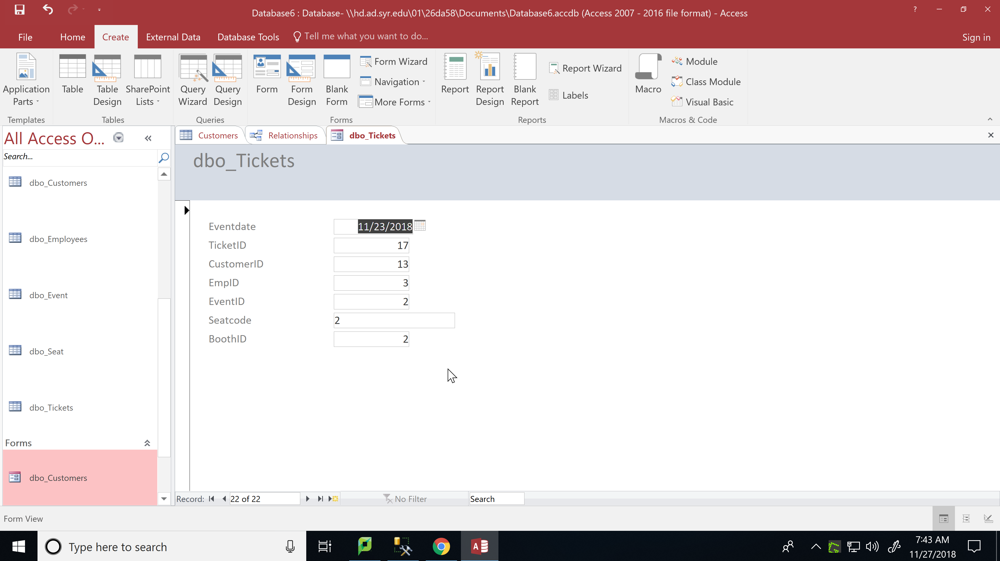 Database6 : Database- \\hd.ad.syr.edu\01\26da58\Documents\Database6.accdb (Access 2007 - 2016 file format) - Access
?
File Home Create External Data Database Tools Tell me what you want to do... Sign in
Application Parts
Table
Table Design
SharePoint Lists
Query Wizard
Query Design
Form
Form Design
Blank Form
Form Wizard
Navigation
More Forms
Report
Report Design
Blank Report
Report Wizard
Labels
Macro
Module
Class Module
Visual Basic
Templates Tables Queries Forms Reports Macros & Code
All Access O...
Search...
dbo_Customers
dbo_Employees
dbo_Event
dbo_Seat
dbo_Tickets
Forms
dbo_Customers
Customers Relationships dbo_Tickets
dbo_Tickets
Eventdate 11/23/2018
TicketID 17
CustomerID 13
EmpID 3
EventID 2
Seatcode 2
BoothID 2
Record: 22 of 22 No Filter Search
Form View
Type here to search
A
7:43 AM
11/27/2018